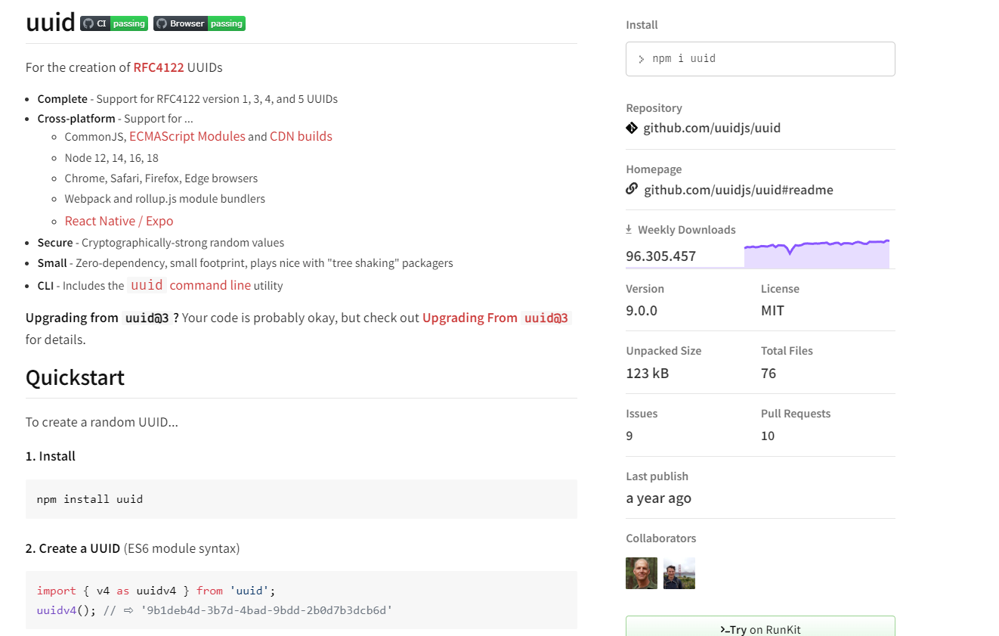 uuid CI passing Browser passing
For the creation of RFC4122 UUIDs
Complete - Support for RFC4122 version 1, 3, 4, and 5 UUIDs
Cross-platform - Support for ...
CommonJS, ECMAScript Modules and CDN builds
Node 12, 14, 16, 18
Chrome, Safari, Firefox, Edge browsers
Webpack and rollup.js module bundlers
React Native / Expo
Secure - Cryptographically-strong random values
Small - Zero-dependency, small footprint, plays nice with "tree shaking" packagers
CLI - Includes the uuid command line utility
Upgrading from uuid@3 ? Your code is probably okay, but check out Upgrading From uuid@3
for details.
Quickstart
To create a random UUID...
1. Install
npm install uuid
2. Create a UUID (ES6 module syntax)
import { v4 as uuidv4 } from 'uuid';
uuidv4(); // ⇨ '9b1deb4d-3b7d-4bad-9bdd-2b0d7b3dcb6d'
Install
> npm i uuid
Repository
github.com/uuidjs/uuid
Homepage
github.com/uuidjs/uuid#readme
Weekly Downloads
96.305.457
Version License
9.0.0 MIT
Unpacked Size Total Files
123 kB 76
Issues Pull Requests
9 10
Last publish
a year ago
Collaborators
>_Try on RunKit